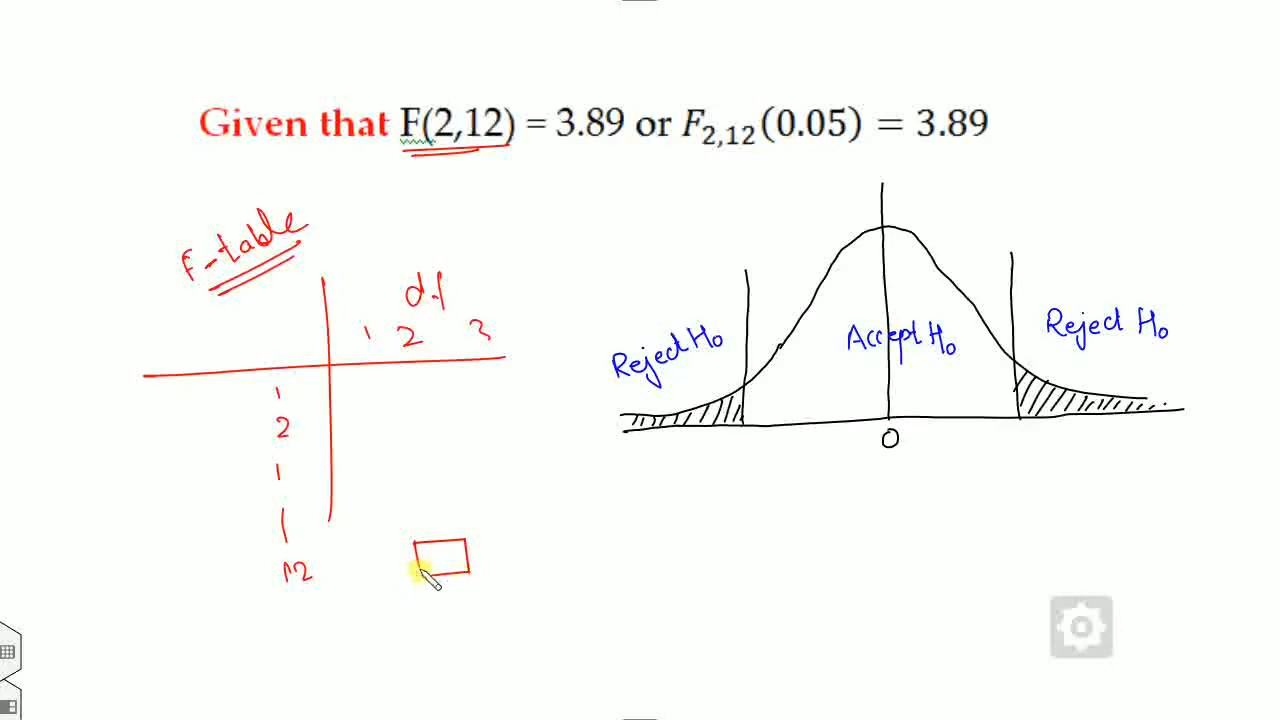 Given that F(2,12) = 3.89 or F₂,₁₂(0.05) = 3.89
F-table
d.f
1 2 3
1
2
1
|
12
Reject H₀
Accept H₀
Reject H₀
0